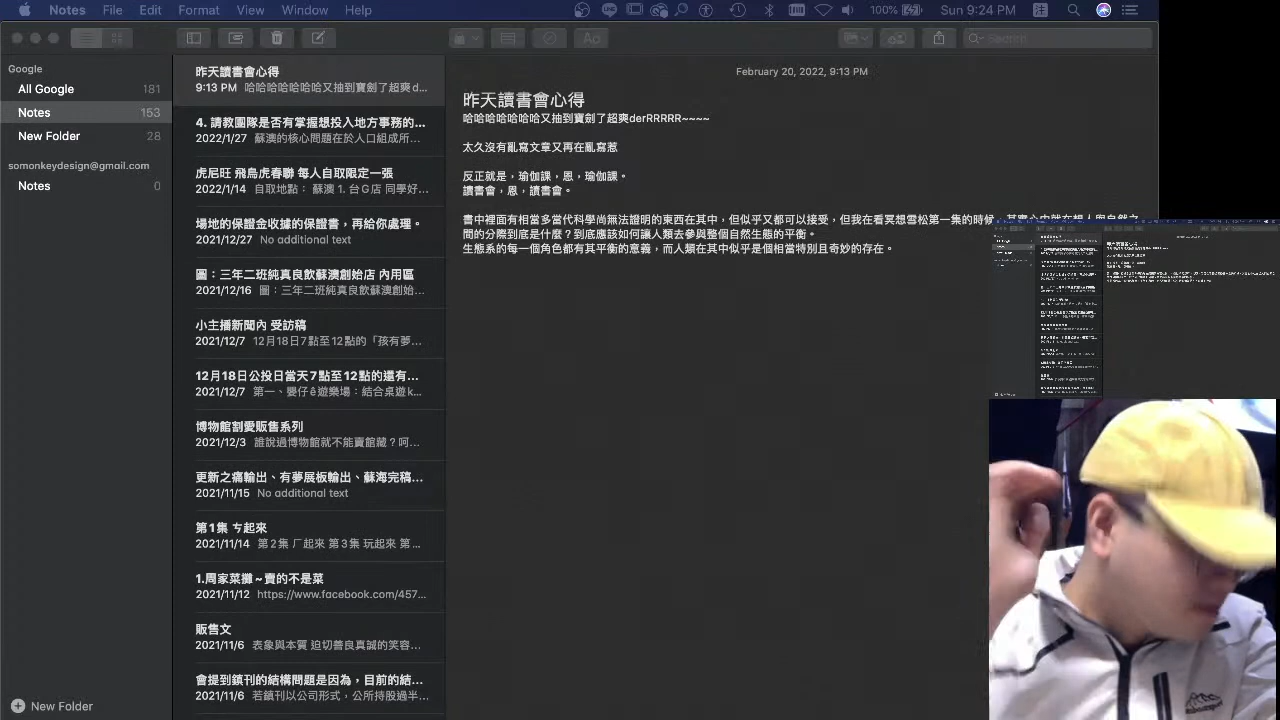 Notes File Edit Format View Window Help
100% Sun 9:24 PM 注
Search
Google
All Google 181
Notes 153
New Folder 28
somonkeydesign@gmail.com
Notes 0
New Folder
昨天讀書會心得
9:13 PM 哈哈哈哈哈哈哈又抽到寶劍了超爽d...
4. 請教團隊是否有掌握想投入地方事務的...
2022/1/27 蘇澳的核心問題在於人口組成所...
虎尼旺 飛鳥虎春聯 每人自取限定一張
2022/1/14 自取地點： 蘇澳 1. 台G店 同學好...
場地的保證金收據的保證書，再給你處理。
2021/12/27 No additional text
圖：三年二班純真民歌蘇澳創始店 內用區
2021/12/16 圖：三年二班純真民歌蘇澳創始...
小主播新聞內 受訪稿
2021/12/7 12月18日7點至12點的「孩有夢...
12月18日公投日當天７點至 12點的還有...
2021/12/7 第一、嬰仔ê遊樂場：結合桌遊k...
博物館割愛販售系列
2021/12/3 誰說過博物館就不能賣館藏？呵...
更新之痛輸出、有夢展板輸出、蘇海完稿...
2021/11/15 No additional text
第1集 ㄘ起來
2021/11/14 第２集 ㄏ起來 第３集 玩起來 第...
1.周家菜攤～賣的不是菜
2021/11/12 https://www.facebook.com/457...
販售文
2021/11/6 表象與本質 迫切善良真誠的笑容...
會提到鎮刊的結構問題是因為，目前的結...
2021/11/6 若鎮刊以公司形式，公所持股過半...
February 20, 2022, 9:13 PM
昨天讀書會心得
哈哈哈哈哈哈哈又抽到寶劍了超爽derRRRRR~~~~
太久沒有亂寫文章又再在亂寫惹
反正就是，瑜伽課，恩，瑜伽課。
讀書會，恩，讀書會。
書中裡面有相當多當代科學尚無法證明的東西在其中，但似乎又都可以接受，但我在看冥想雪松第一集的時候，其實心中就在想人與自然之
間的分際到底是什麼？到底應該如何讓人類去參與整個自然生態的平衡。
生態系的每一個角色都有其平衡的意義，而人類在其中似乎是個相當特別且奇妙的存在。